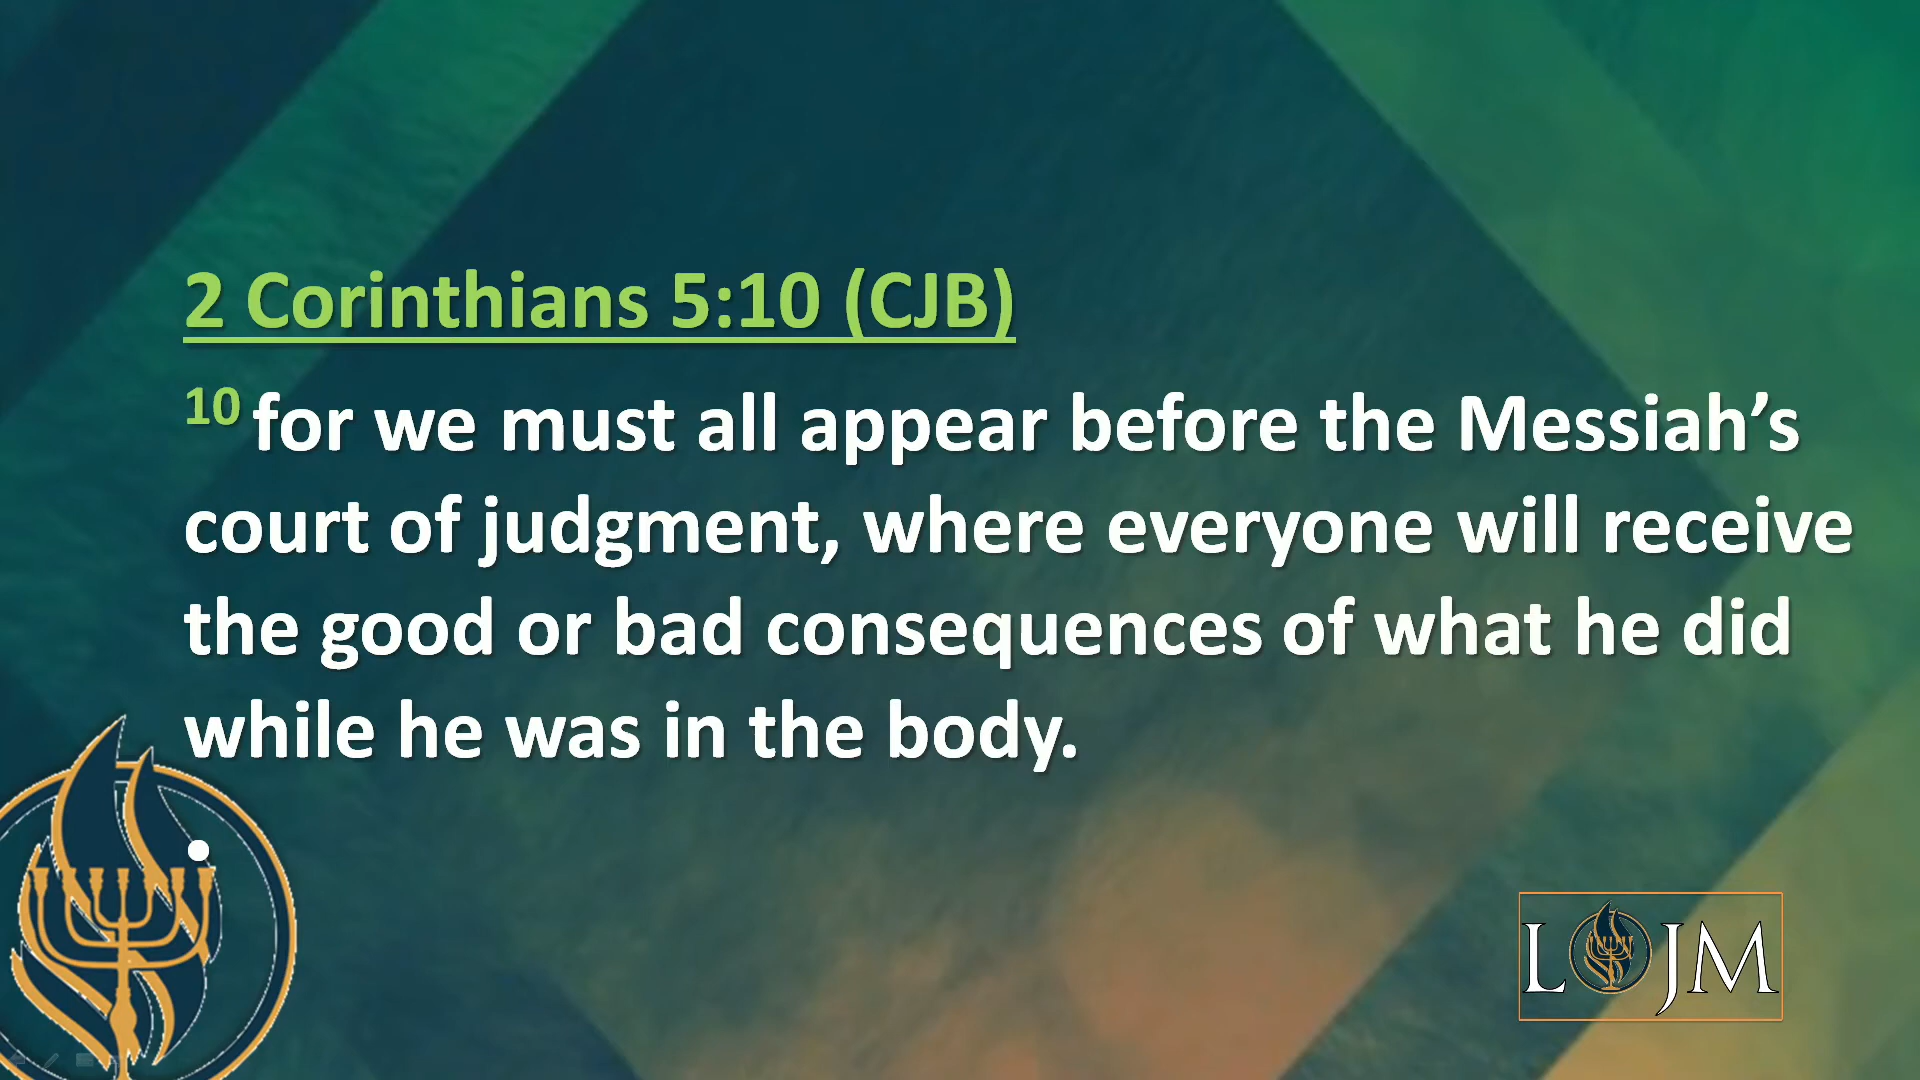 2 Corinthians 5:10 (CJB)
10 for we must all appear before the Messiah’s
court of judgment, where everyone will receive
the good or bad consequences of what he did
while he was in the body.
•
L JM